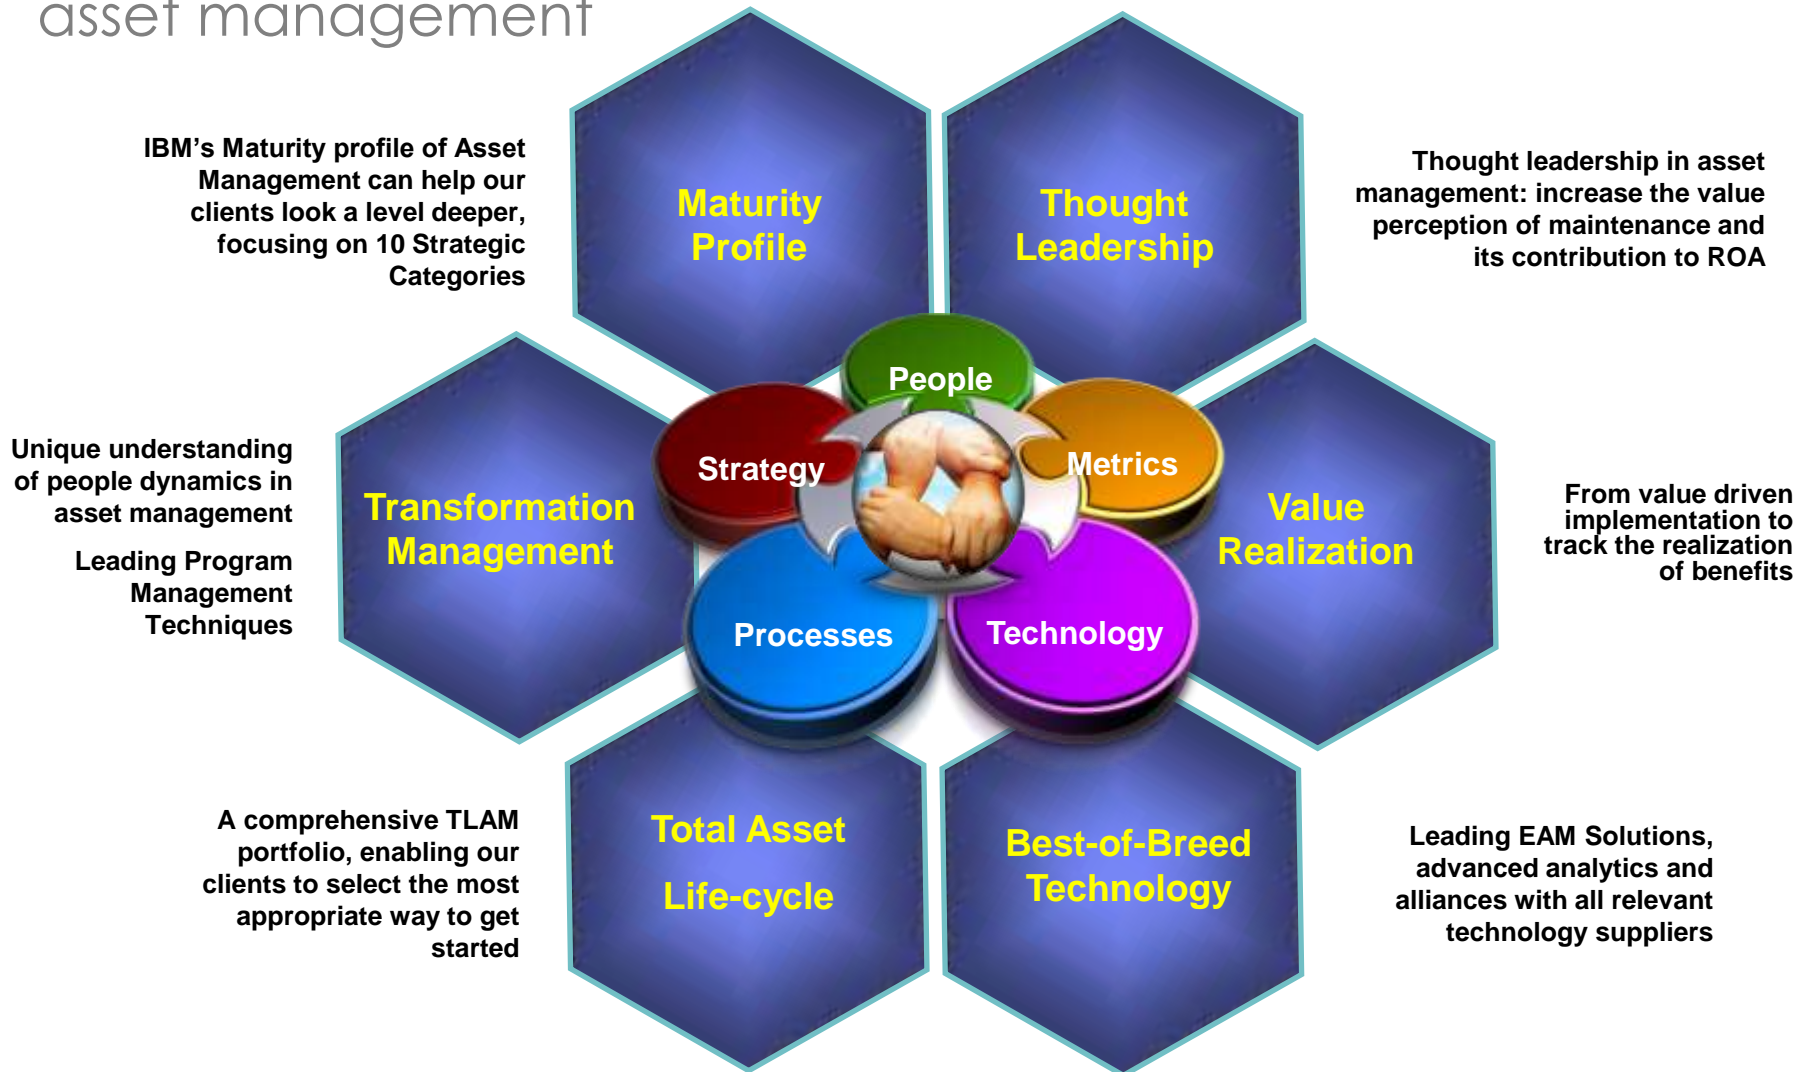 asset management
IBM’s Maturity profile of Asset
Management can help our
clients look a level deeper,
focusing on 10 Strategic
Categories
Maturity
Profile
Thought
Leadership
Thought leadership in asset
management: increase the value
perception of maintenance and
its contribution to ROA
People
Strategy
Metrics
Unique understanding
of people dynamics in
asset management
Leading Program
Management
Techniques
Transformation
Management
Value
Realization
From value driven
implementation to
track the realization
of benefits
Processes
Technology
A comprehensive TLAM
portfolio, enabling our
clients to select the most
appropriate way to get
started
Total Asset
Life-cycle
Best-of-Breed
Technology
Leading EAM Solutions,
advanced analytics and
alliances with all relevant
technology suppliers